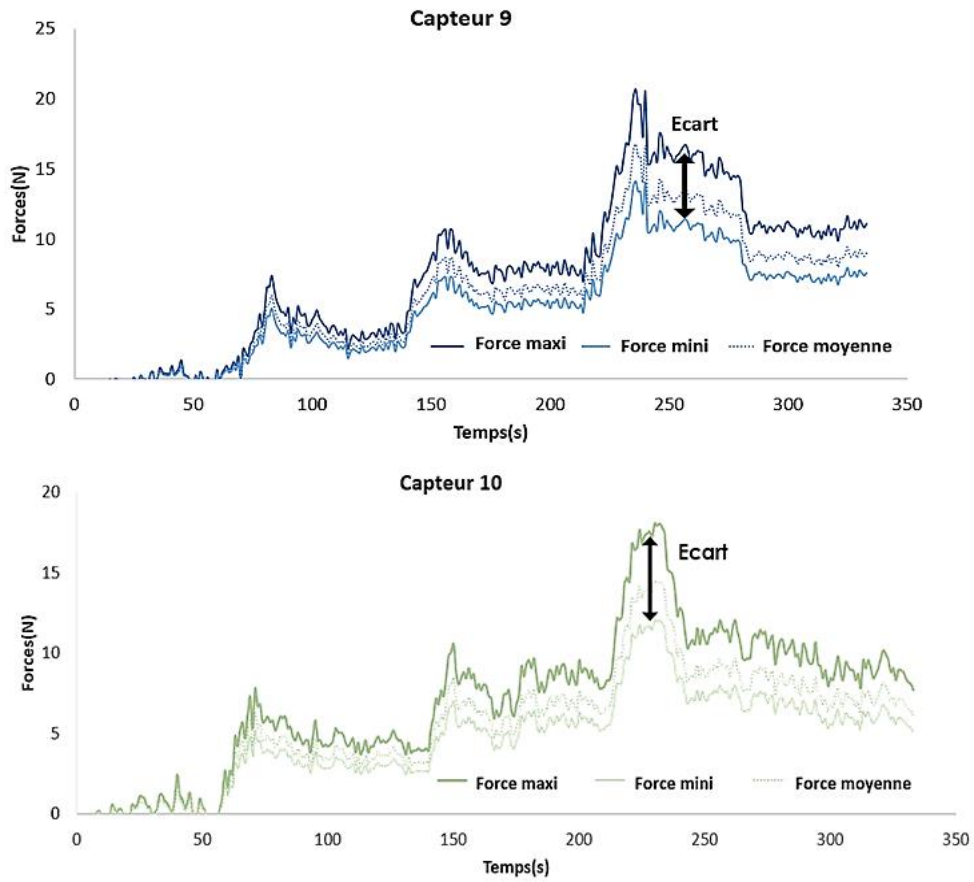 Capteur 9
25
20
15
10
5
0
Forces(N)
Ecart
Force maxi Force mini Force moyenne
0 50 100 150 200 250 300 350
Temps(s)
Capteur 10
20
15
10
5
0
Forces(N)
Ecart
Force maxi Force mini Force moyenne
0 50 100 150 200 250 300 350
Temps(s)